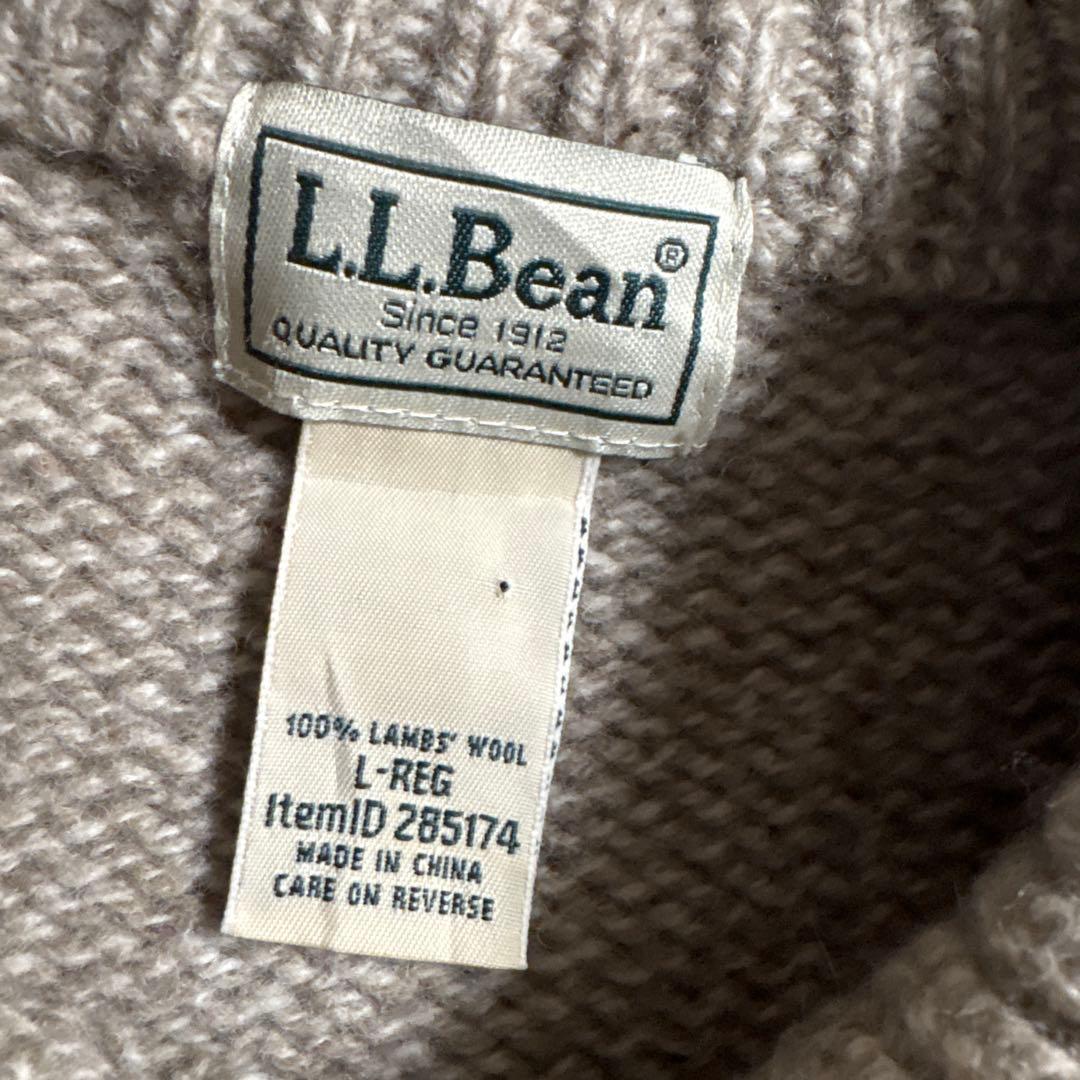 L.L.Bean®
Since 1912
QUALITY GUARANTEED
100% LAMBS' WOOL
L-REG
ItemID 285174
MADE IN CHINA
CARE ON REVERSE